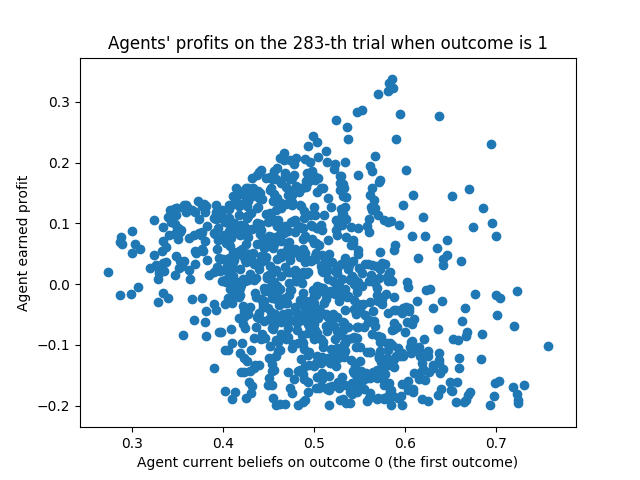 Agents' profits on the 283-th trial when outcome is 1
Agent earned profit
0.3
0.2
0.1
0.0
−0.1
−0.2
0.3 0.4 0.5 0.6 0.7
Agent current beliefs on outcome 0 (the first outcome)